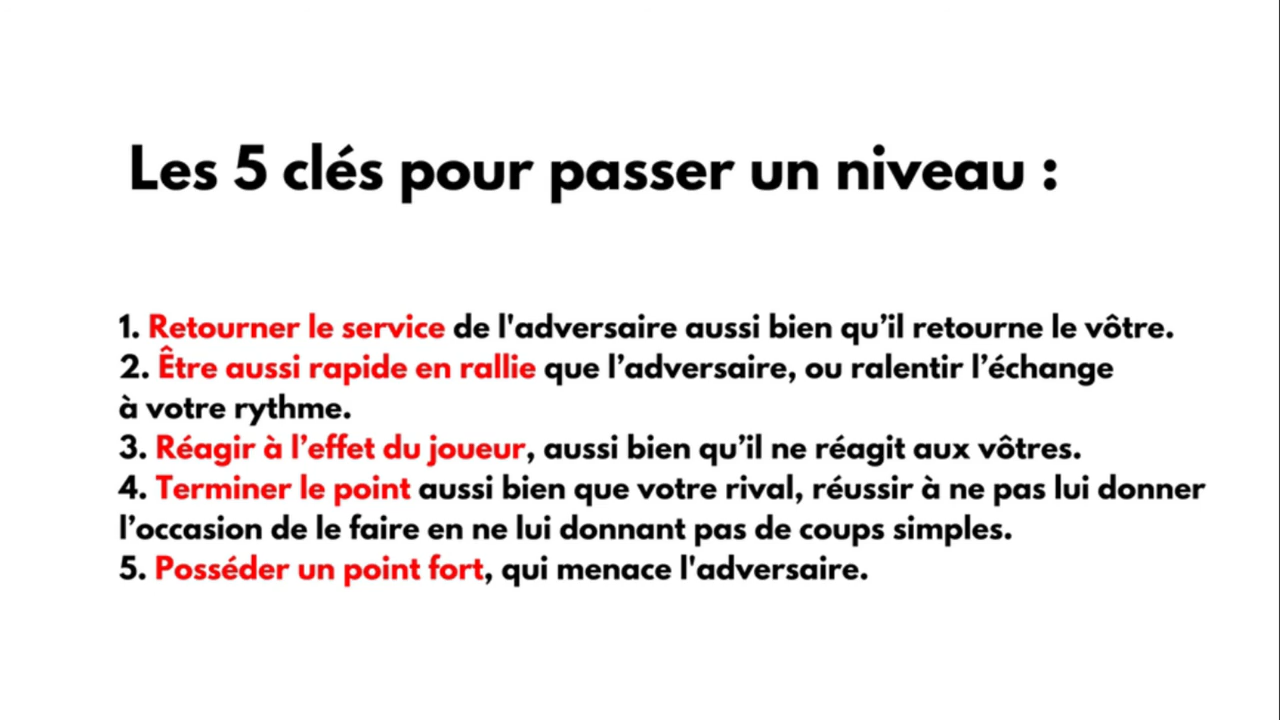 Les 5 clés pour passer un niveau :
1. Retourner le service de l'adversaire aussi bien qu’il retourne le vôtre.
2. Être aussi rapide en rallie que l’adversaire, ou ralentir l’échange
à votre rythme.
3. Réagir à l’effet du joueur, aussi bien qu’il ne réagit aux vôtres.
4. Terminer le point aussi bien que votre rival, réussir à ne pas lui donner
l’occasion de le faire en ne lui donnant pas de coups simples.
5. Posséder un point fort, qui menace l'adversaire.